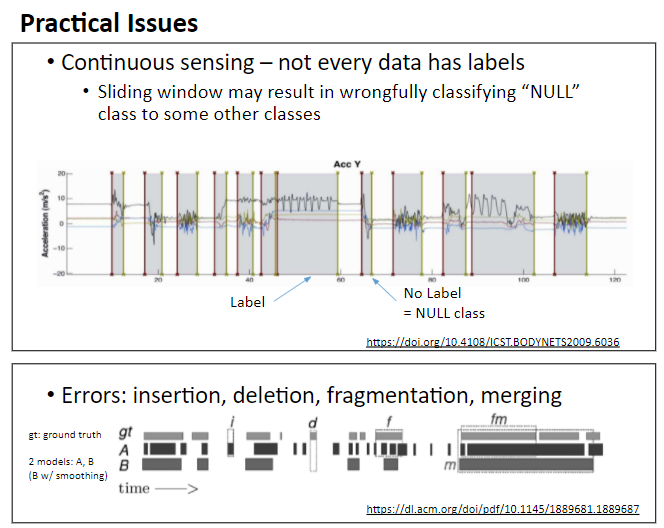 Practical Issues
• Continuous sensing – not every data has labels
• Sliding window may result in wrongfully classifying “NULL”
class to some other classes
Acc Y
Acceleration (m/s²)
20
10
0
−10
−20
20
40
60
80
100
120
Label
No Label
= NULL class
https://doi.org/10.4108/ICST.BODYNETS2009.6036
• Errors: insertion, deletion, fragmentation, merging
gt: ground truth
2 models: A, B
(B w/ smoothing)
i
d
f
fm
gt
A
B
m
time
https://dl.acm.org/doi/pdf/10.1145/1889681.1889687